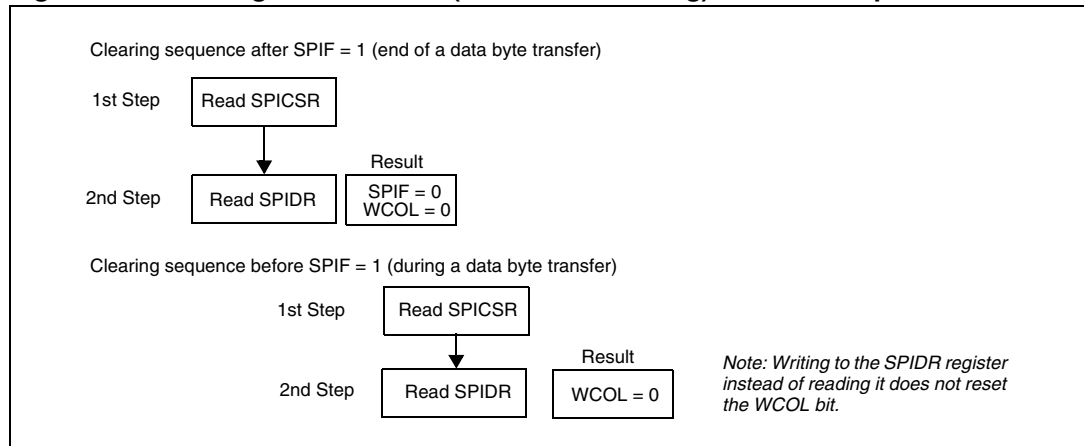 Clearing sequence after SPIF = 1 (end of a data byte transfer)
1st Step
Read SPICSR
Result
2nd Step
Read SPIDR
SPIF = 0
WCOL = 0
Clearing sequence before SPIF = 1 (during a data byte transfer)
1st Step
Read SPICSR
Result
2nd Step
Read SPIDR
WCOL = 0
Note: Writing to the SPIDR register
instead of reading it does not reset
the WCOL bit.